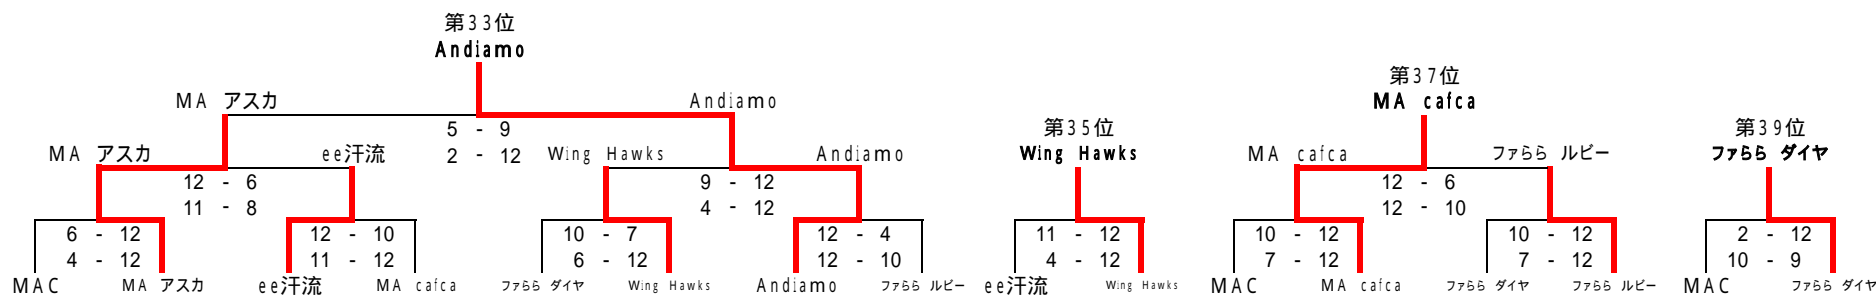 第33位
Andiamo
第37位
MA cafca
MA アスカ
Andiamo
第35位
第39位
5 - 9
MA アスカ
ee汗流
2 - 12
Wing Hawks
Andiamo
Wing Hawks
MA cafca
ファらら ルビー
ファらら ダイヤ
12 - 6
9 - 12
12 - 6
11 - 8
4 - 12
12 - 10
6 - 12
12 - 10
10 - 7
12 - 4
11 - 12
10 - 12
10 - 12
2 - 12
4 - 12
11 - 12
6 - 12
12 - 10
4 - 12
7 - 12
7 - 12
10 - 9
MAC
MA アスカ
ee汗流
MA cafca
ファらら ダイヤ
Wing Hawks
Andiamo
ファらら ルビー
ee汗流
Wing Hawks
MAC
MA cafca
ファらら ダイヤ
ファらら ルビー
MAC
ファらら ダイヤ